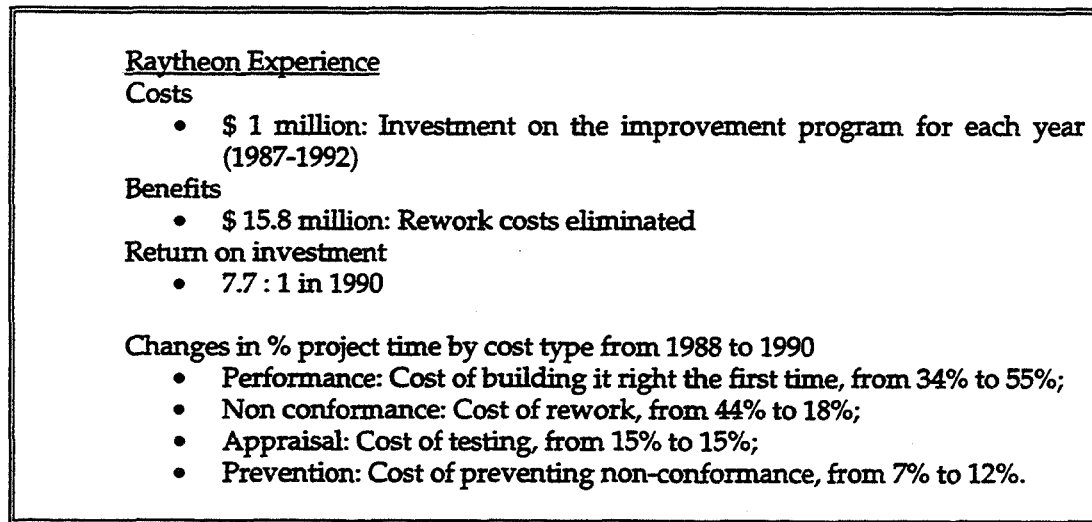 Raytheon Experience
Costs
• $ 1 million: Investment on the improvement program for each year
(1987-1992)
Benefits
• $ 15.8 million: Rework costs eliminated
Return on investment
• 7.7 : 1 in 1990
Changes in % project time by cost type from 1988 to 1990
• Performance: Cost of building it right the first time, from 34% to 55%;
• Non conformance: Cost of rework, from 44% to 18%;
• Appraisal: Cost of testing, from 15% to 15%;
• Prevention: Cost of preventing non-conformance, from 7% to 12%.